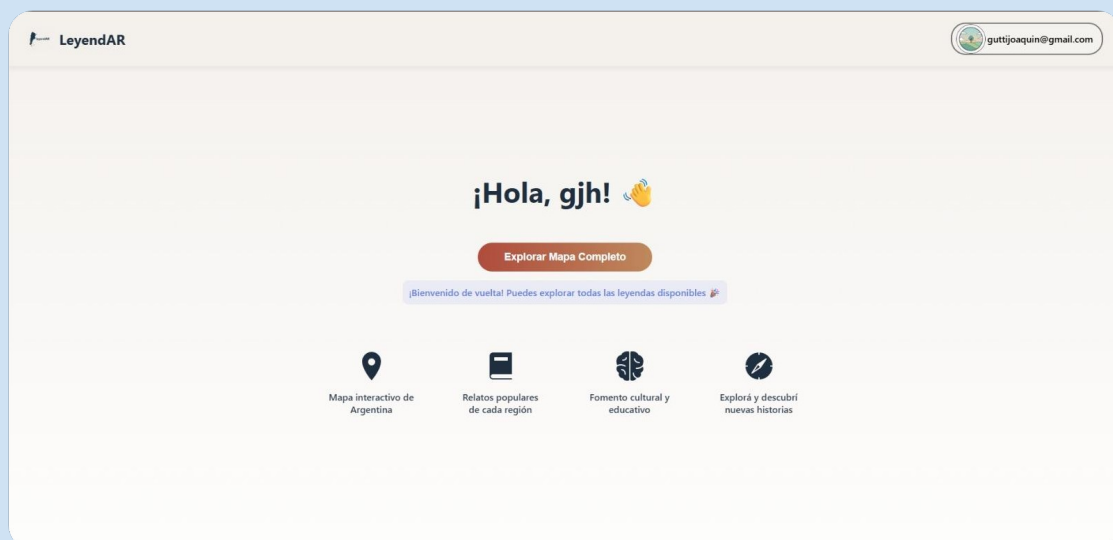 LeyendAR
guttijoaquin@gmail.com
¡Hola, gjh! 👋
Explorar Mapa Completo
¡Bienvenido de vuelta! Puedes explorar todas las leyendas disponibles 🎉
Mapa interactivo de
Argentina
Relatos populares
de cada región
Fomento cultural y
educativo
Explorá y descubrí
nuevas historias